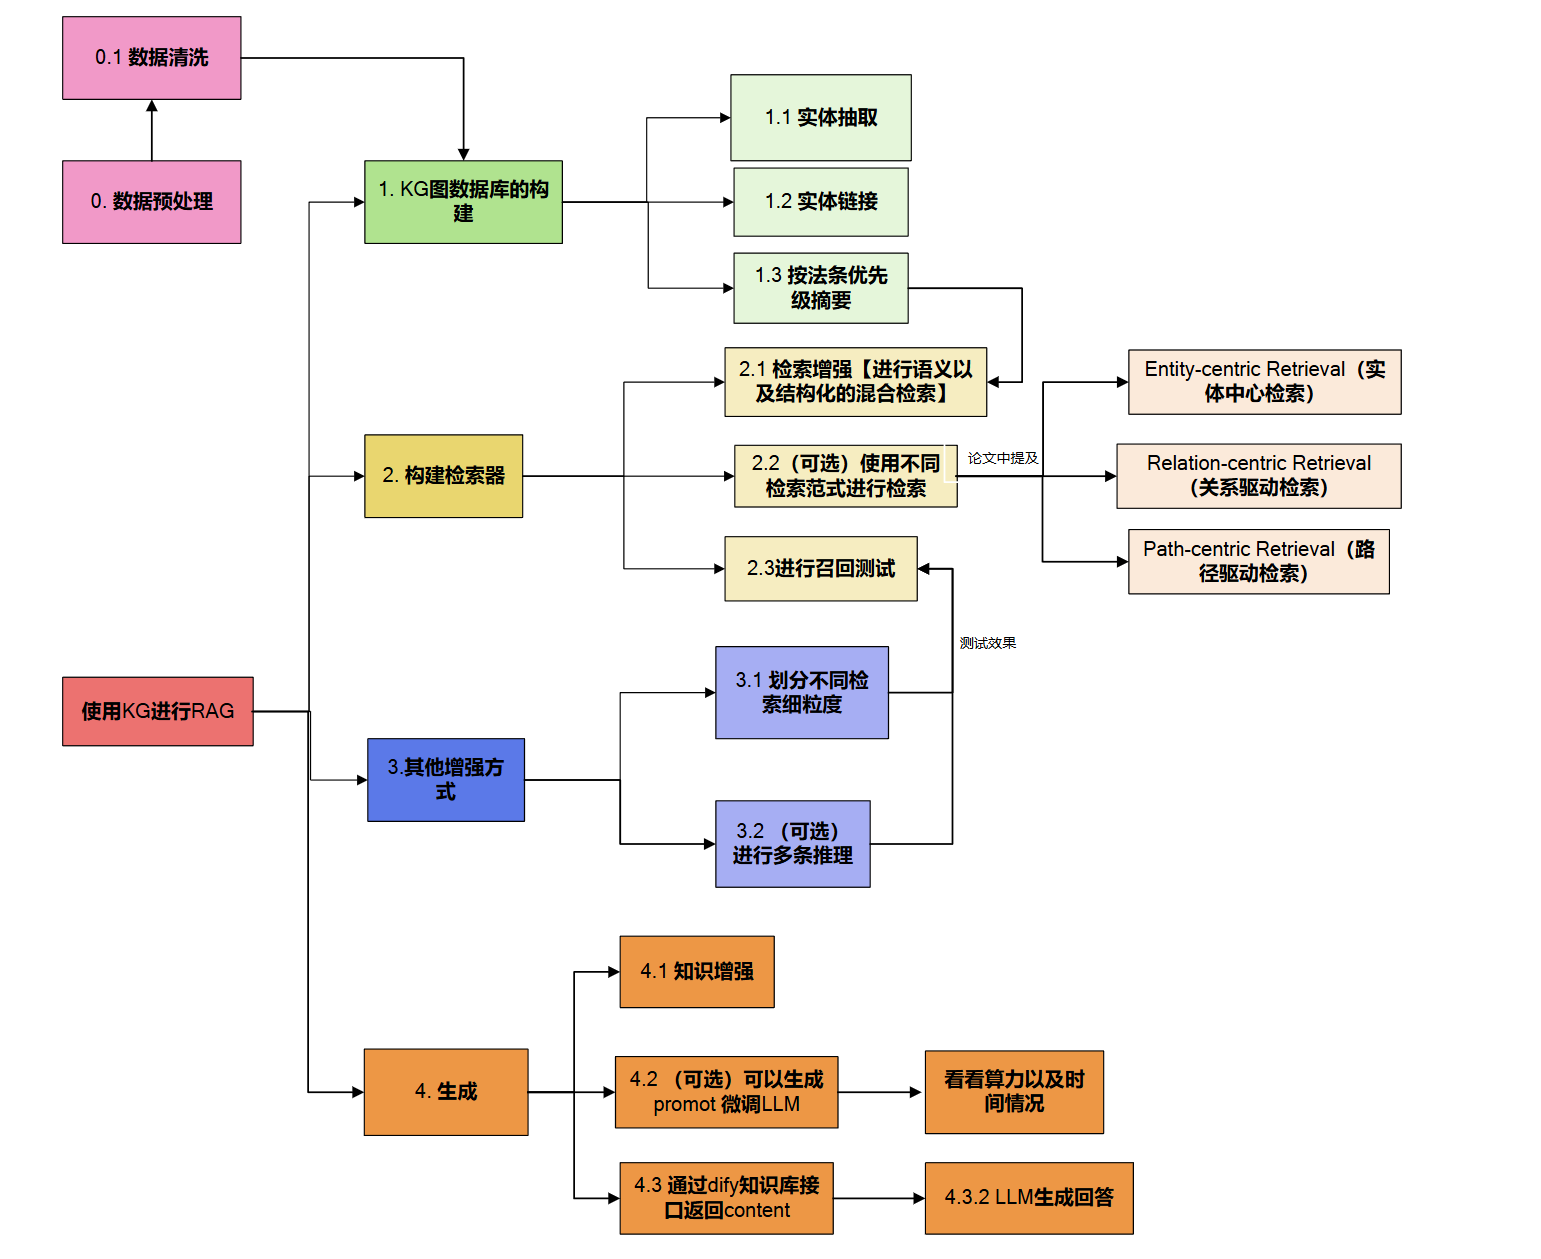 0.1 数据清洗
0. 数据预处理
1. KG图数据库的构
建
1.1 实体抽取
1.2 实体链接
1.3 按法条优先
级摘要
2. 构建检索器
2.1 检索增强【进行语义以
及结构化的混合检索】
2.2（可选）使用不同
检索范式进行检索
论文中提及
Entity-centric Retrieval（实
体中心检索）
Relation-centric Retrieval
（关系驱动检索）
Path-centric Retrieval（路
径驱动检索）
2.3进行召回测试
测试效果
使用KG进行RAG
3.其他增强方
式
3.1 划分不同检
索细粒度
3.2 （可选）
进行多条推理
4. 生成
4.1 知识增强
4.2 （可选）可以生成
promot 微调LLM
看看算力以及时
间情况
4.3 通过dify知识库接
口返回content
4.3.2 LLM生成回答